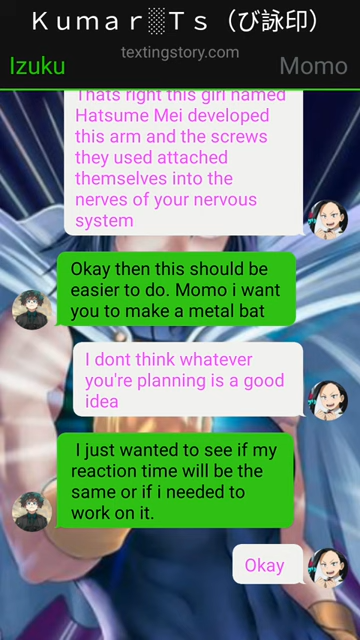 Kumar░Ts（び詠印）
textingstory.com
Izuku
Momo
Thats right this girl named
Hatsume Mei developed
this arm and the screws
they used attached
themselves into the
nerves of your nervous
system
Okay then this should be
easier to do. Momo i want
you to make a metal bat
I dont think whatever
you're planning is a good
idea
I just wanted to see if my
reaction time will be the
same or if i needed to
work on it.
Okay